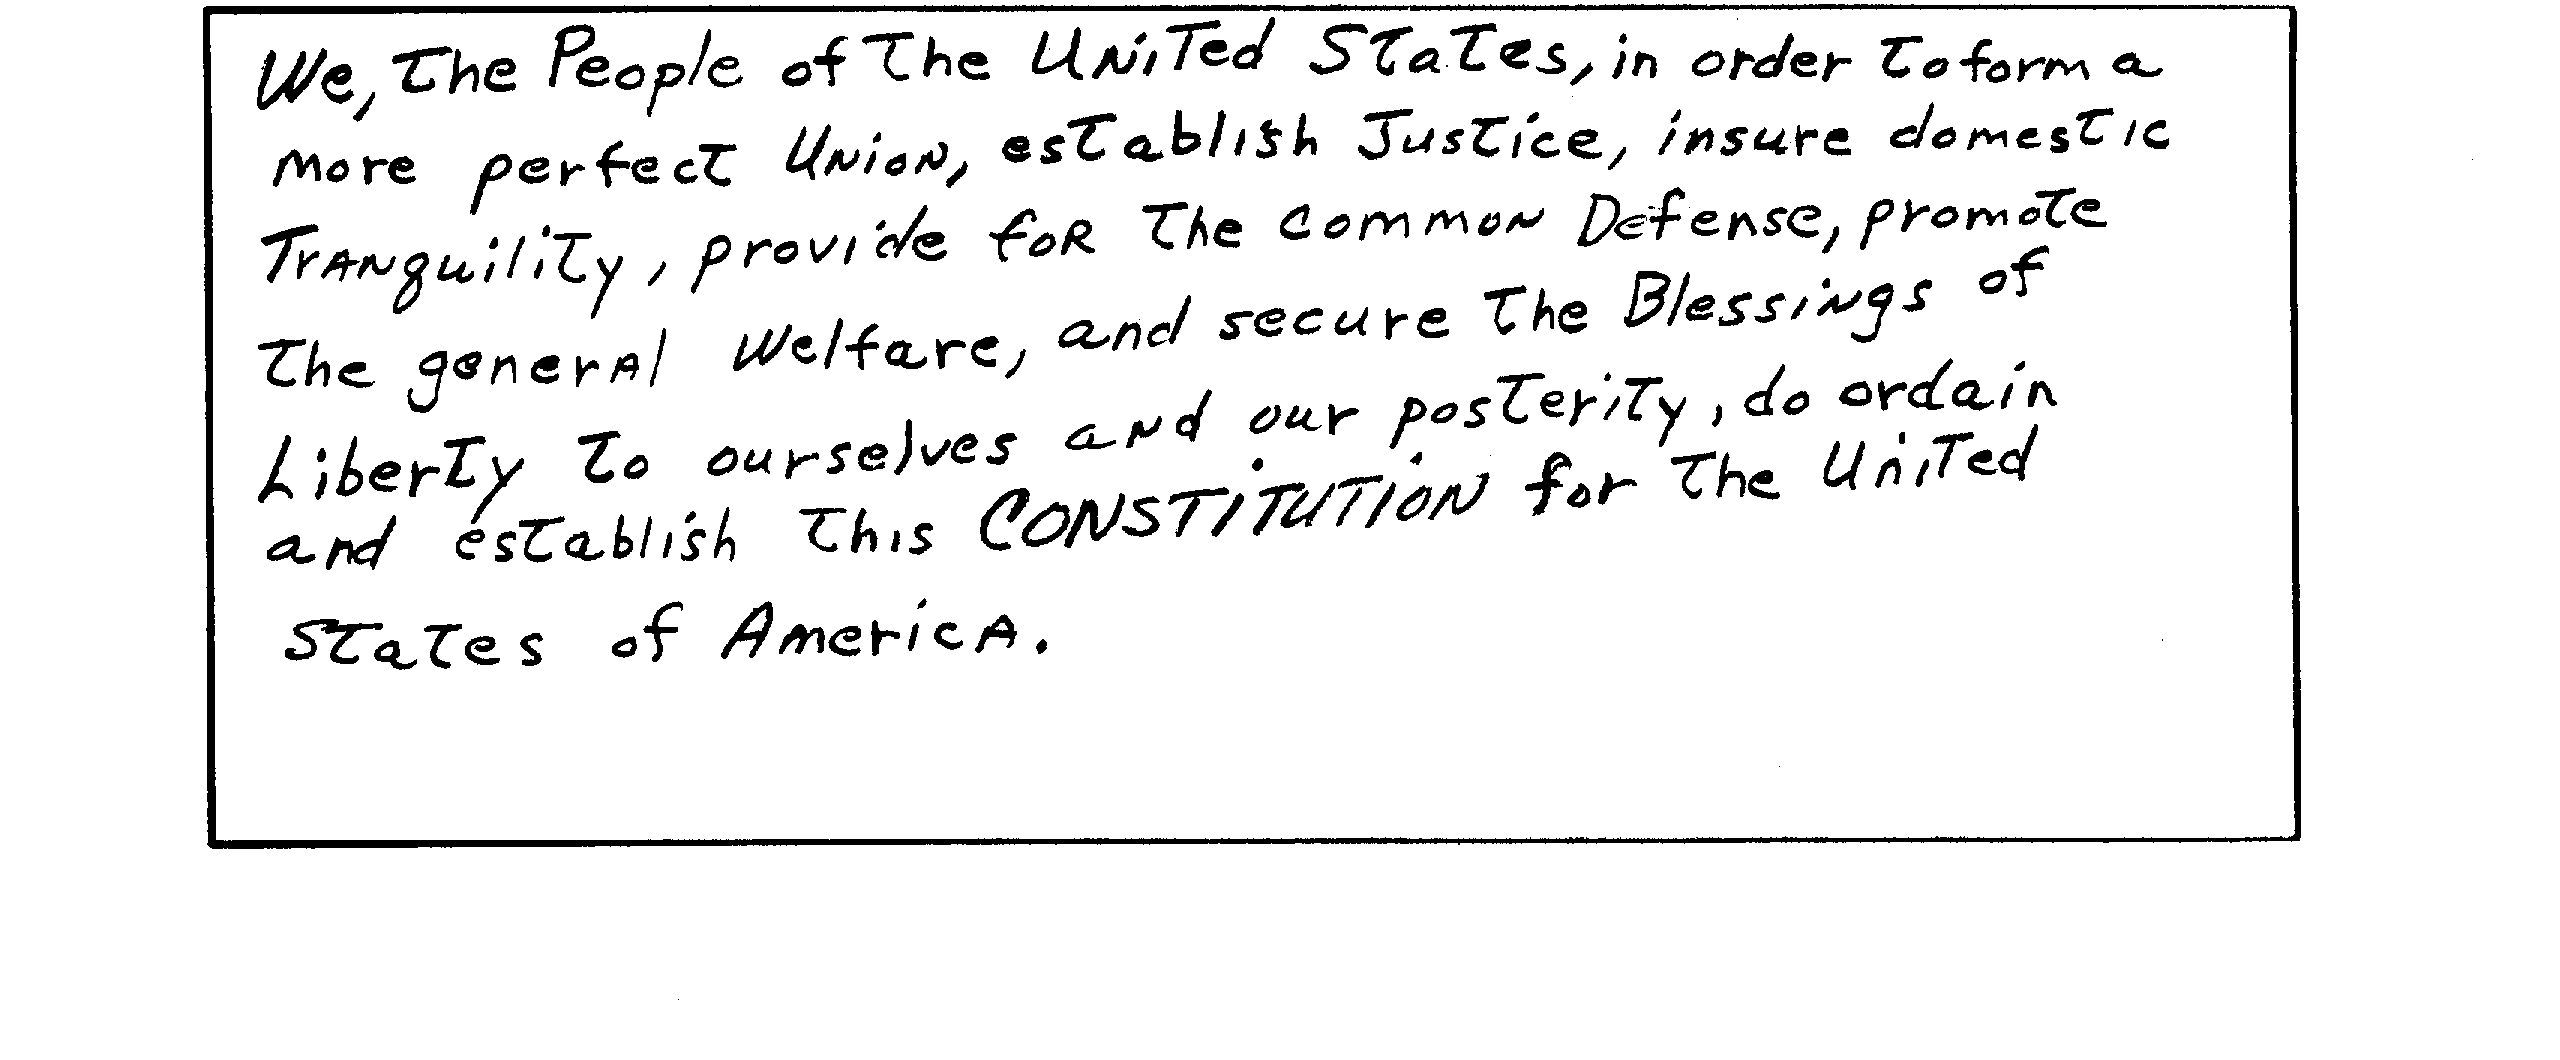 We, the People of the United States, in order to form a
more perfect Union, establish Justice, insure domestic
Tranquility, provide for the common Defense, promote
the general Welfare, and secure the Blessings of
Liberty to ourselves and our posterity, do ordain
and establish this CONSTITUTION for the United
States of America.